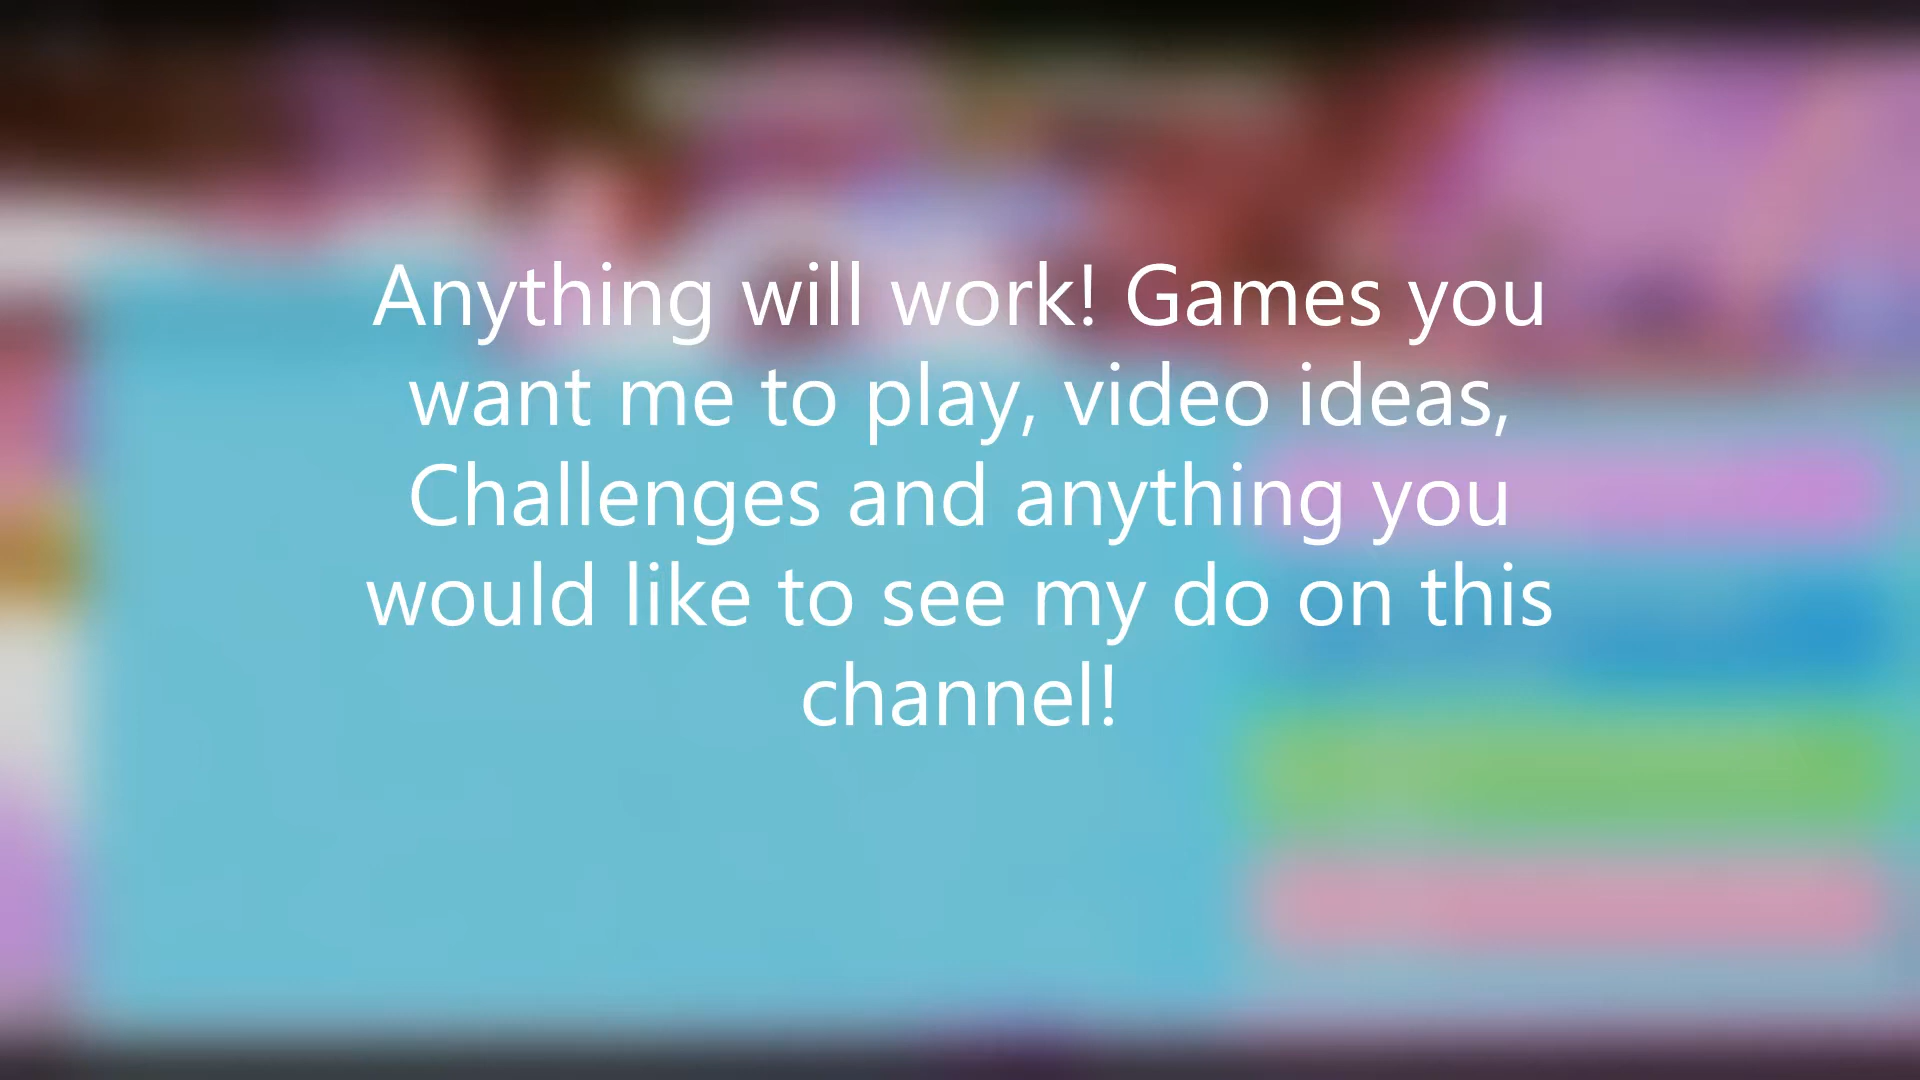 Anything will work! Games you
want me to play, video ideas,
Challenges and anything you
would like to see my do on this
channel!